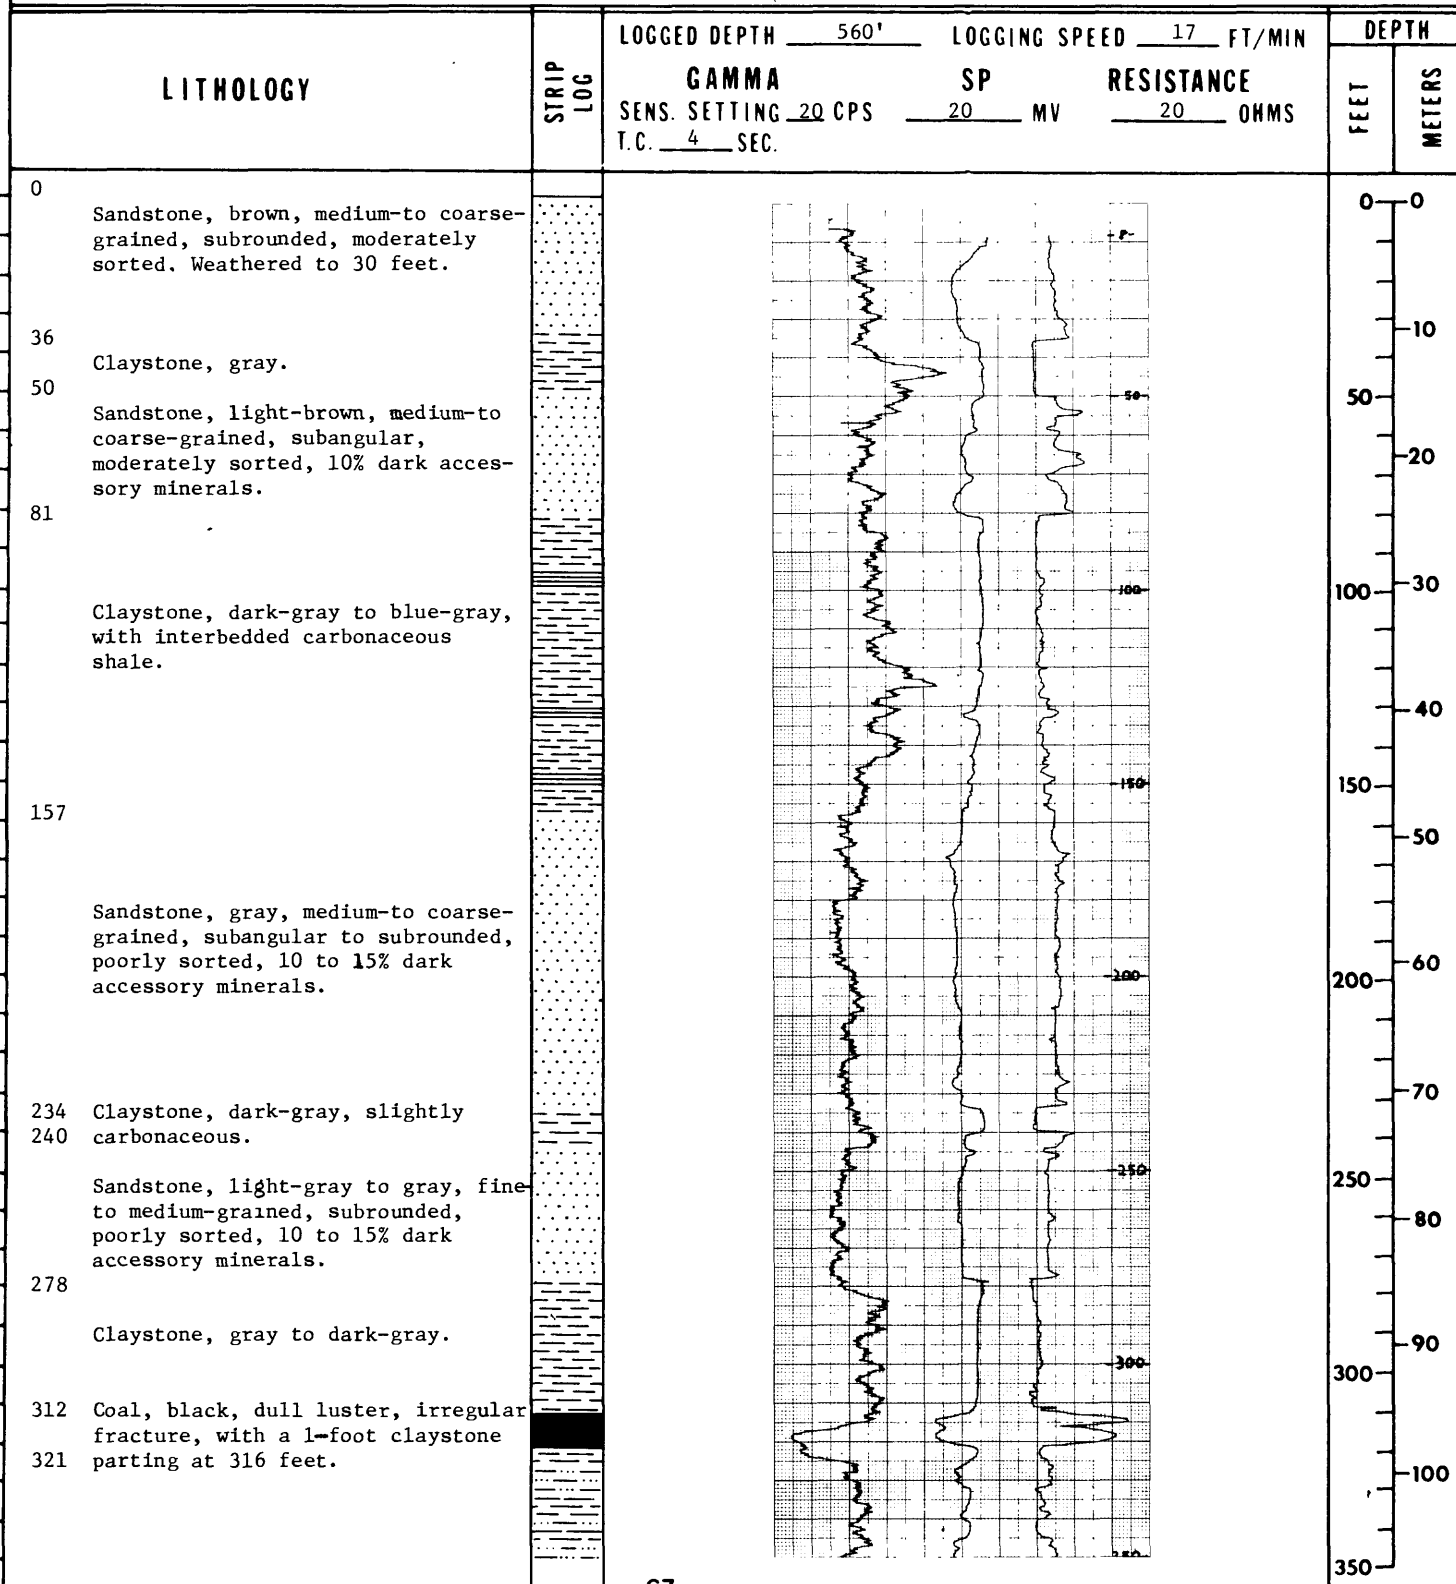 LOGGED DEPTH 560' LOGGING SPEED 17 FT/MIN
DEPTH
LITHOLOGY
STRIP LOG
GAMMA SP RESISTANCE
SENS. SETTING 20 CPS 20 MV 20 OHMS
T.C. 4 SEC.
FEET
METERS
0
Sandstone, brown, medium-to coarse-
grained, subrounded, moderately
sorted. Weathered to 30 feet.
36
Claystone, gray.
50
Sandstone, light-brown, medium-to
coarse-grained, subangular,
moderately sorted, 10% dark acces-
sory minerals.
81
Claystone, dark-gray to blue-gray,
with interbedded carbonaceous
shale.
157
Sandstone, gray, medium-to coarse-
grained, subangular to subrounded,
poorly sorted, 10 to 15% dark
accessory minerals.
234 Claystone, dark-gray, slightly
240 carbonaceous.
Sandstone, light-gray to gray, fine-
to medium-grained, subrounded,
poorly sorted, 10 to 15% dark
accessory minerals.
278
Claystone, gray to dark-gray.
312 Coal, black, dull luster, irregular
fracture, with a 1-foot claystone
321 parting at 316 feet.
50
100
150
200
250
300
0
50
100
150
200
250
300
350
0
10
20
30
40
50
60
70
80
90
100